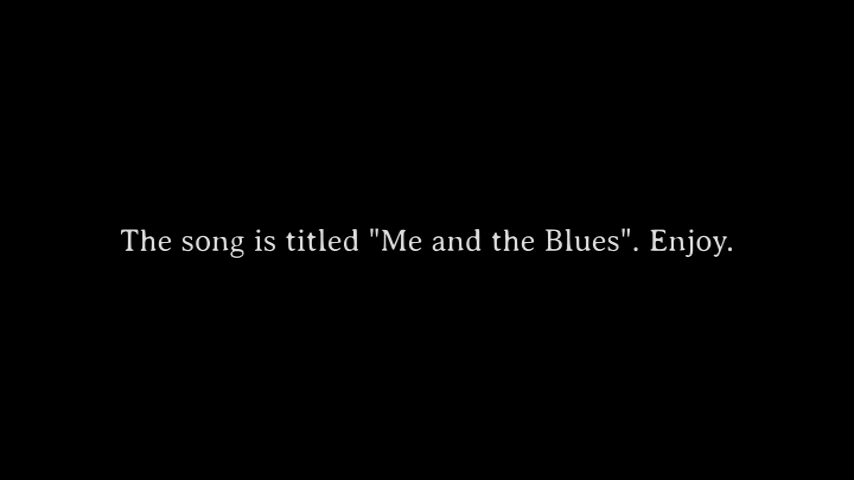 The song is titled "Me and the Blues". Enjoy.